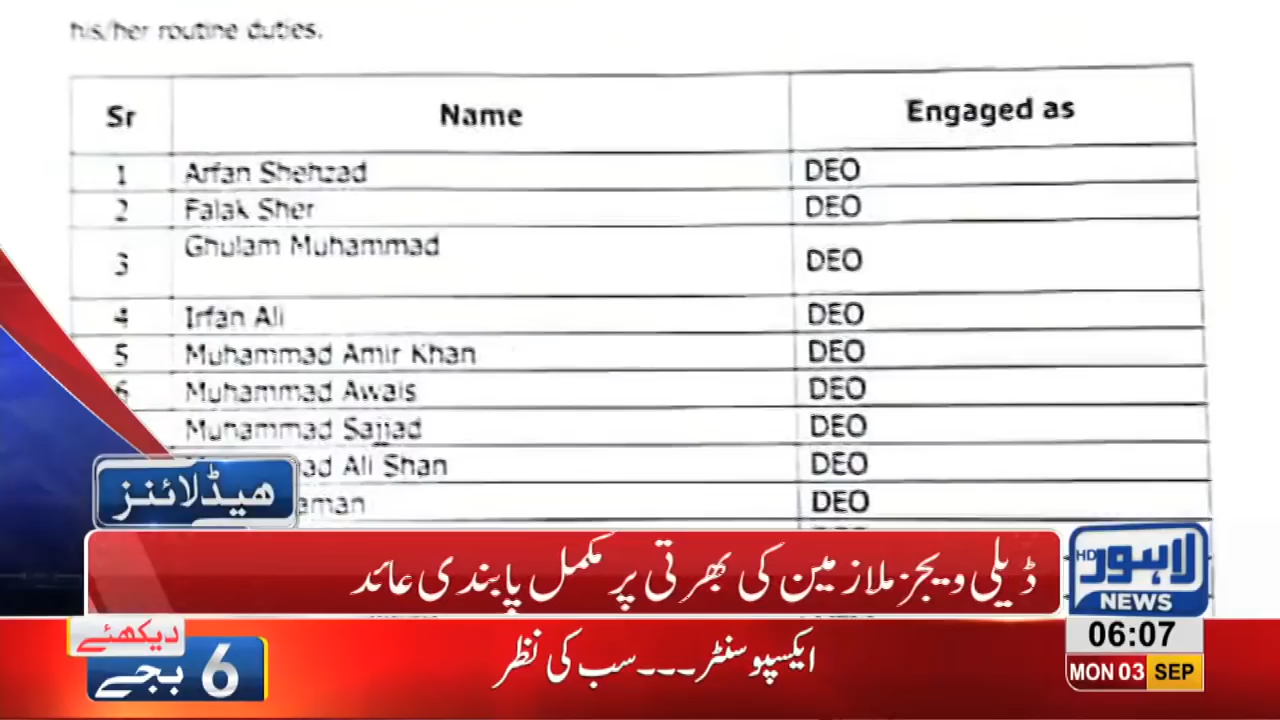 his/her routine duties.
Sr Name Engaged as
1 Arfan Shehzad DEO
2 Falak Sher DEO
3 Ghulam Muhammad DEO
4 Irfan Ali DEO
5 Muhammad Amir Khan DEO
6 Muhammad Awais DEO
Muhammad Sajjad DEO
Ali Shan DEO
DEO
ہیڈلائنز
ڈیلی ویجز ملازمین کی بھرتی پر مکمل پابندی عائد
HD لاہور
NEWS
دیکھئے
6 بجے
ایکسپو سنٹر۔۔۔سب کی نظر
06:07
MON 03 SEP